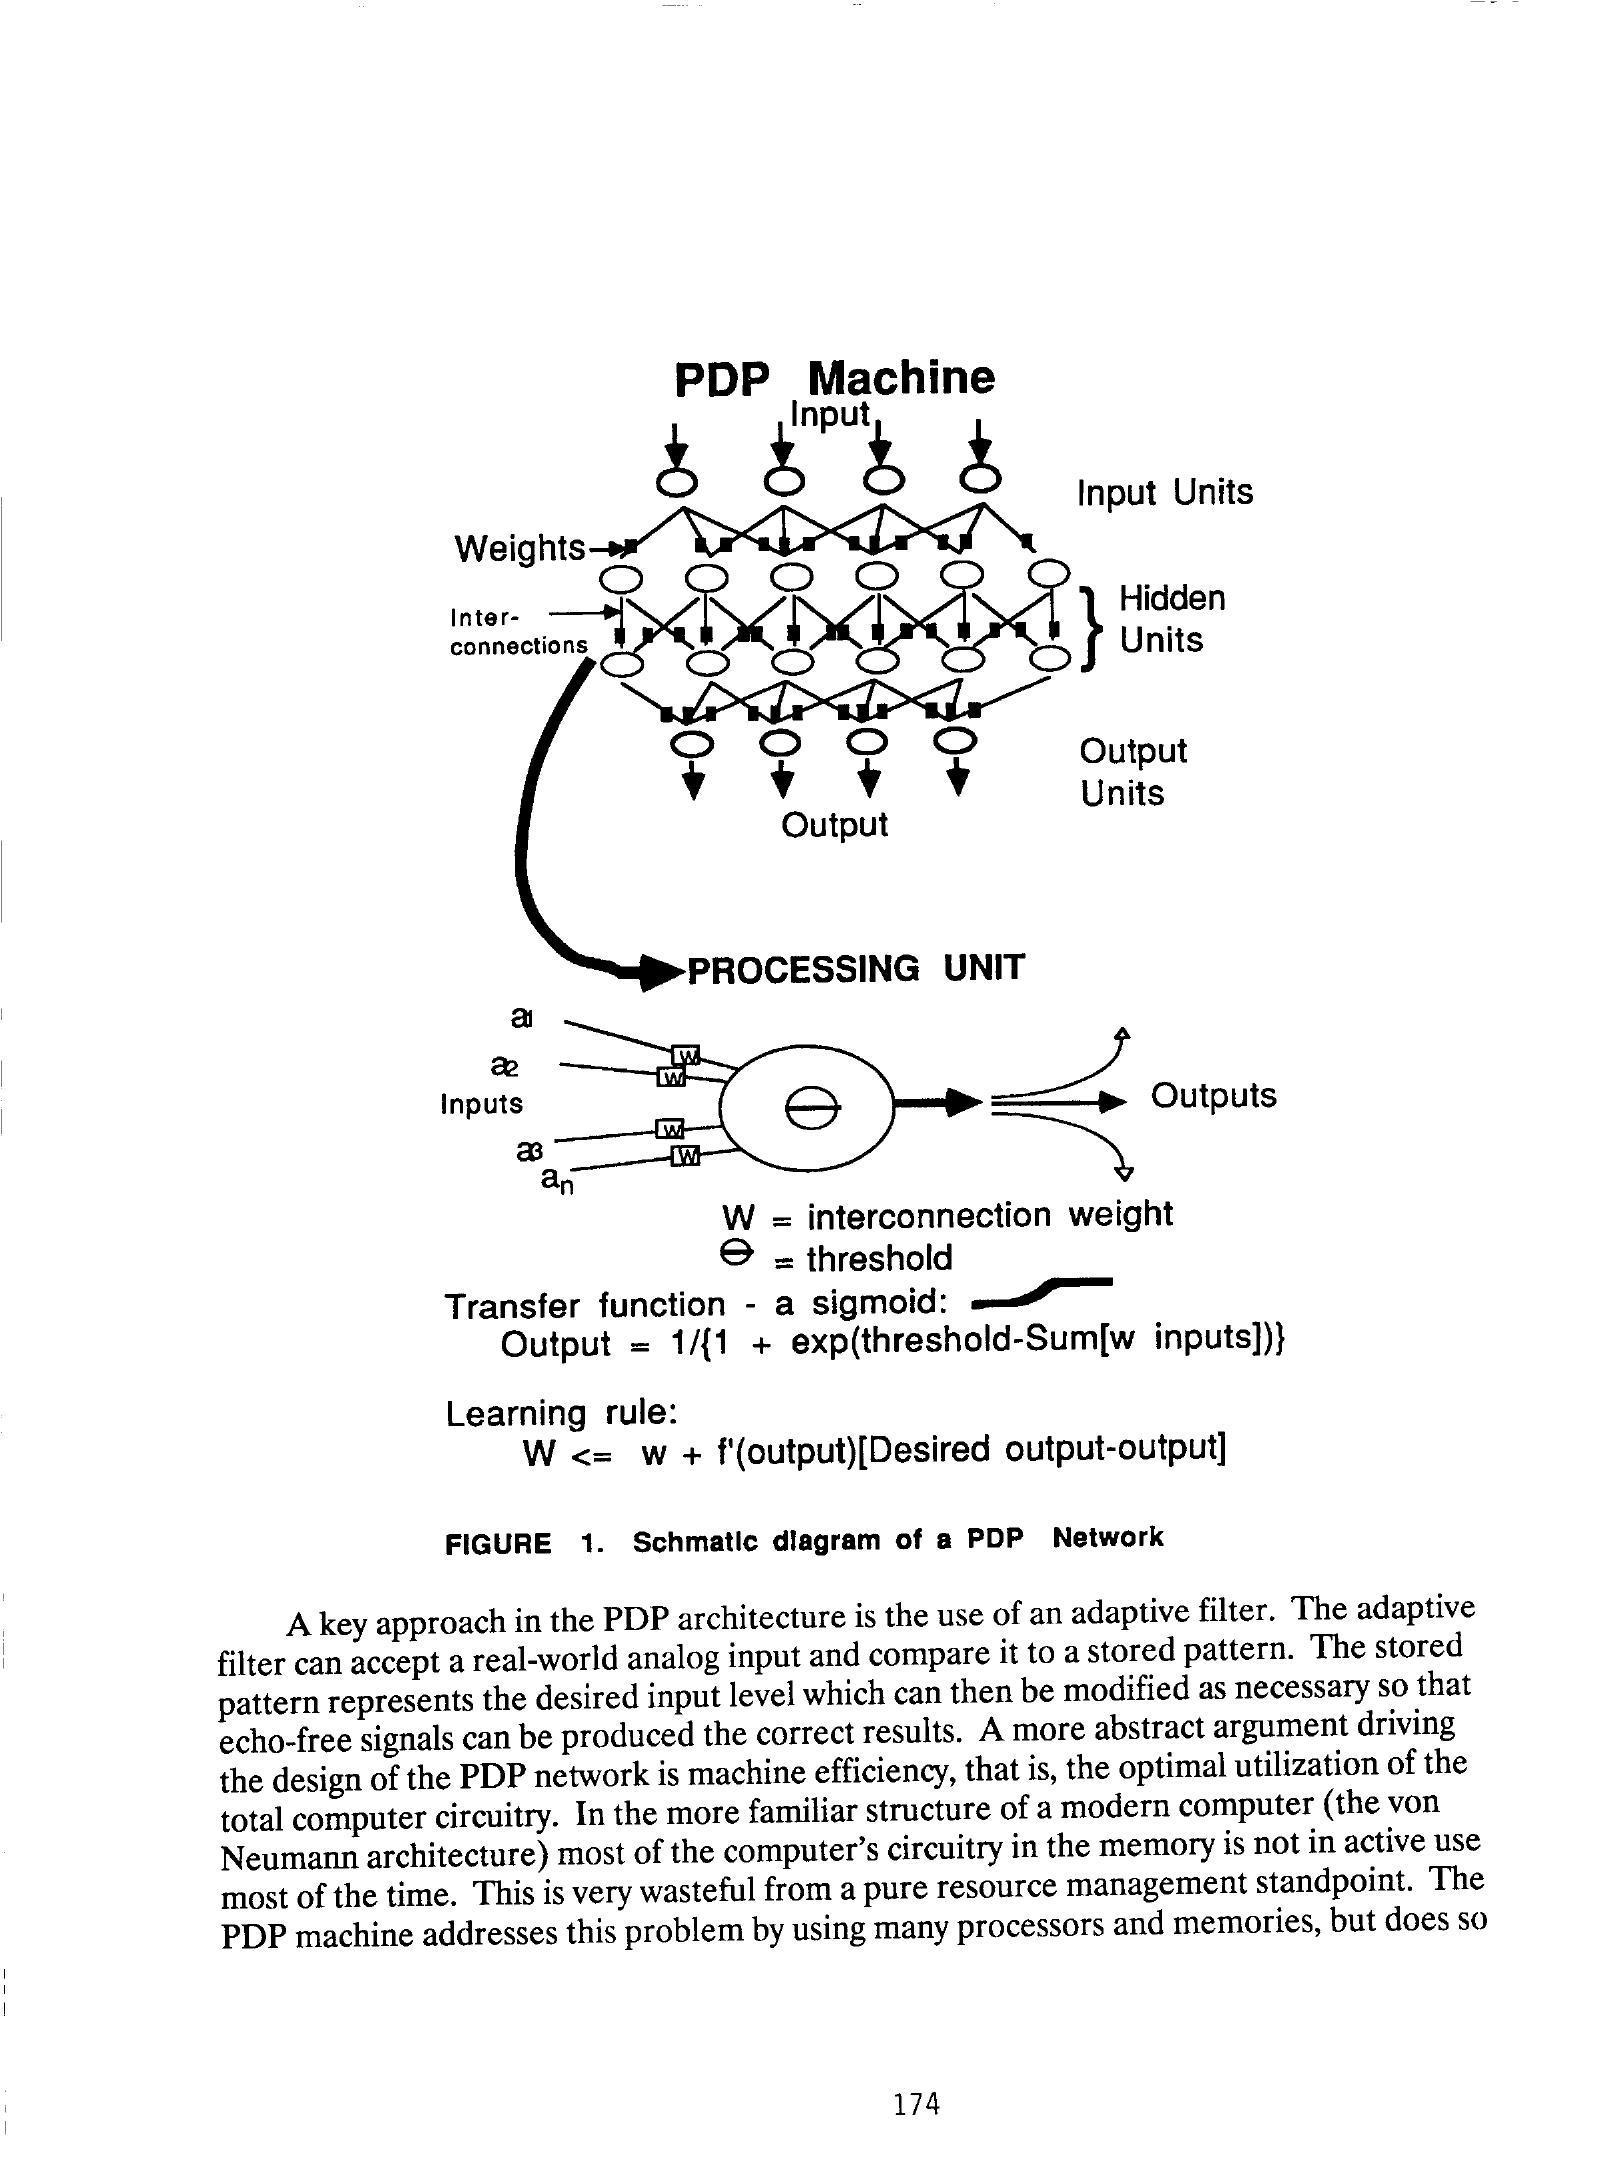 PDP Machine
Input
Input Units
Weights
Inter-
connections
Hidden
Units
Output
Units
Output
PROCESSING UNIT
a1
W
a2
W
Inputs
Outputs
W
a3
W
an
Θ
W = interconnection weight
Θ = threshold
Transfer function - a sigmoid:
Output = 1/{1 + exp(threshold-Sum[w inputs])}
Learning rule:
W <= w + f'(output)[Desired output-output]
FIGURE 1. Schmatic diagram of a PDP Network
A key approach in the PDP architecture is the use of an adaptive filter. The adaptive
filter can accept a real-world analog input and compare it to a stored pattern. The stored
pattern represents the desired input level which can then be modified as necessary so that
echo-free signals can be produced the correct results. A more abstract argument driving
the design of the PDP network is machine efficiency, that is, the optimal utilization of the
total computer circuitry. In the more familiar structure of a modern computer (the von
Neumann architecture) most of the computer's circuitry in the memory is not in active use
most of the time. This is very wasteful from a pure resource management standpoint. The
PDP machine addresses this problem by using many processors and memories, but does so
174